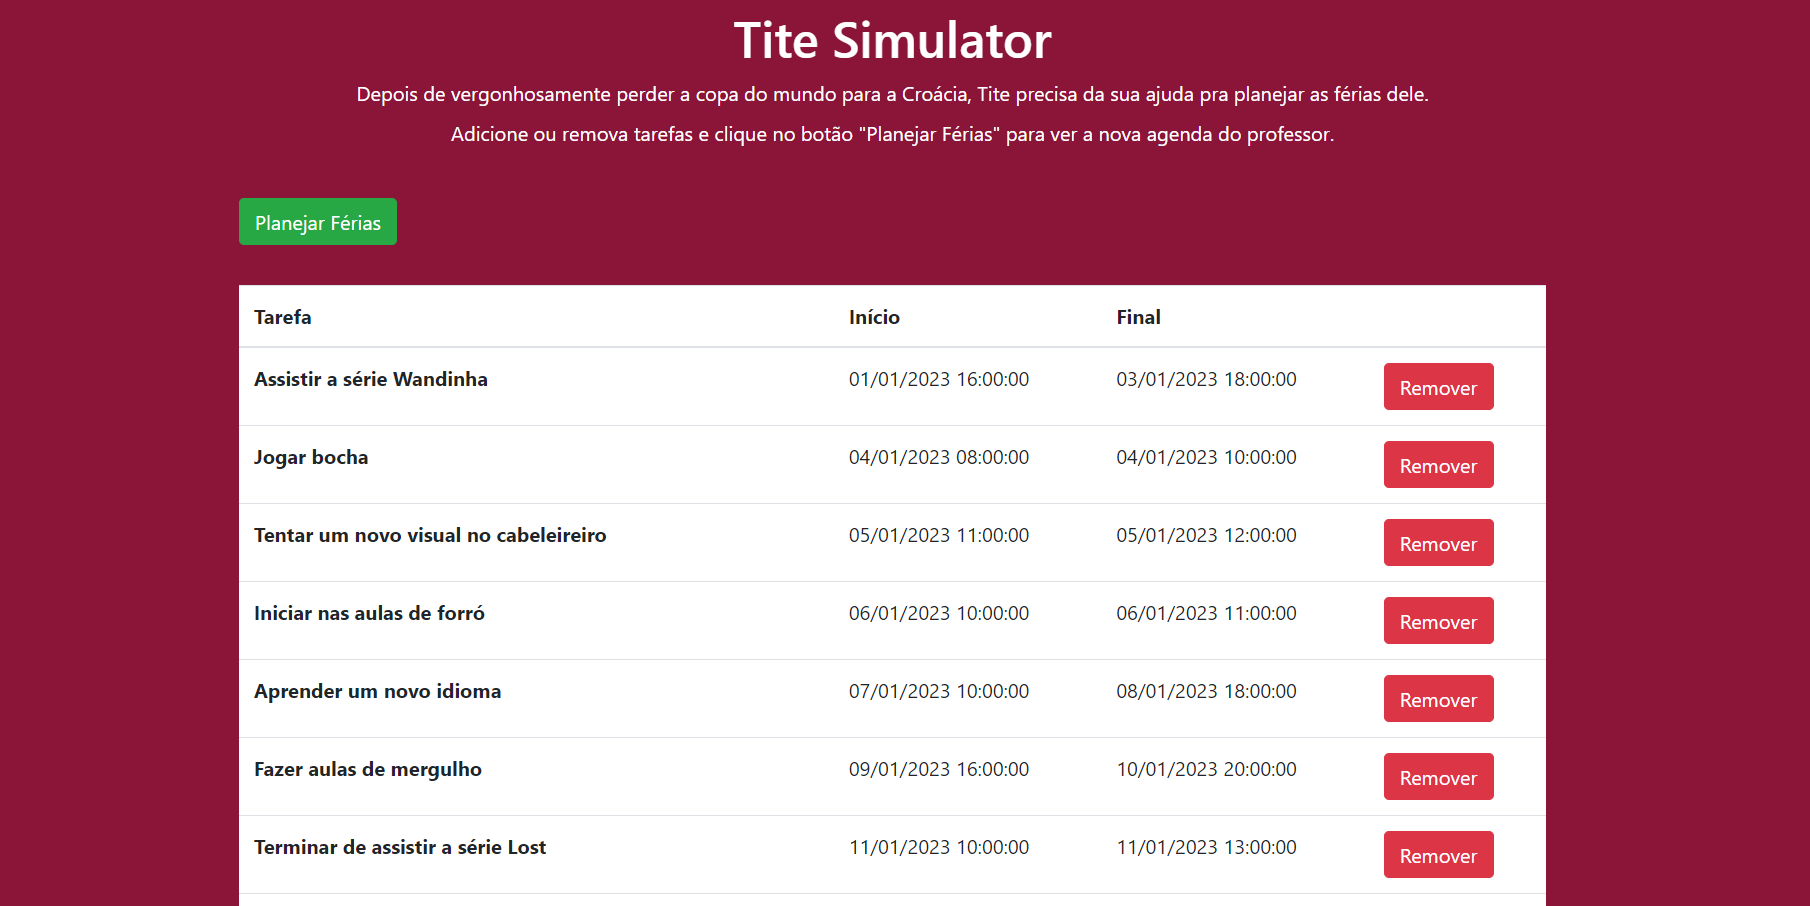 Tite Simulator
Depois de vergonhosamente perder a copa do mundo para a Croácia, Tite precisa da sua ajuda pra planejar as férias dele.
Adicione ou remova tarefas e clique no botão "Planejar Férias" para ver a nova agenda do professor.
Planejar Férias
Tarefa Início Final
Assistir a série Wandinha 01/01/2023 16:00:00 03/01/2023 18:00:00 Remover
Jogar bocha 04/01/2023 08:00:00 04/01/2023 10:00:00 Remover
Tentar um novo visual no cabeleireiro 05/01/2023 11:00:00 05/01/2023 12:00:00 Remover
Iniciar nas aulas de forró 06/01/2023 10:00:00 06/01/2023 11:00:00 Remover
Aprender um novo idioma 07/01/2023 10:00:00 08/01/2023 18:00:00 Remover
Fazer aulas de mergulho 09/01/2023 16:00:00 10/01/2023 20:00:00 Remover
Terminar de assistir a série Lost 11/01/2023 10:00:00 11/01/2023 13:00:00 Remover